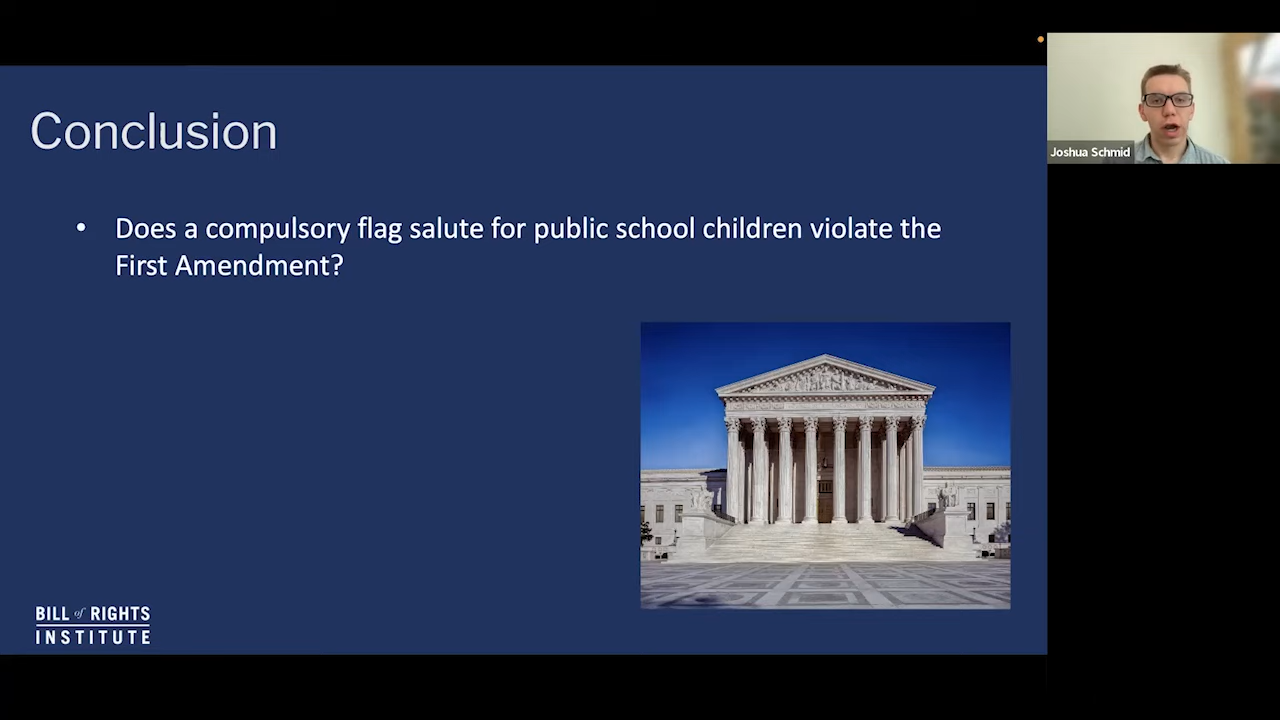 Conclusion
• Does a compulsory flag salute for public school children violate the
First Amendment?
BILL of RIGHTS
INSTITUTE
Joshua Schmid